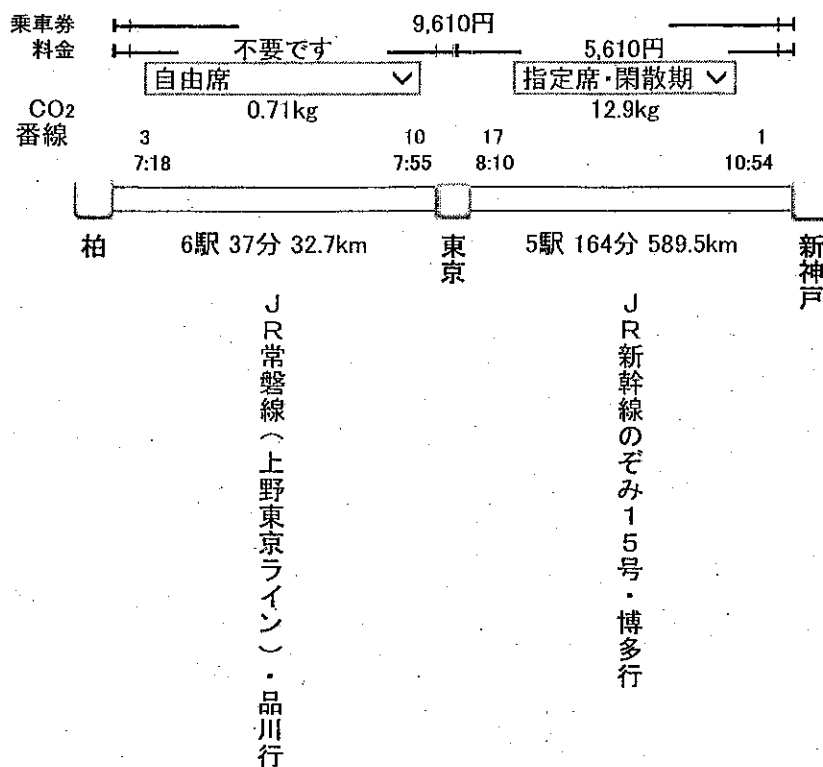 乗車券 9,610円
料金 不要です 5,610円
自由席 指定席・閑散期
CO2 0.71kg 12.9kg
番線 3 10 17 1
7:18 7:55 8:10 10:54
柏 6駅 37分 32.7km 東京 5駅 164分 589.5km 新神戸
JR常磐線(上野東京ライン)・品川行
JR新幹線のぞみ15号・博多行